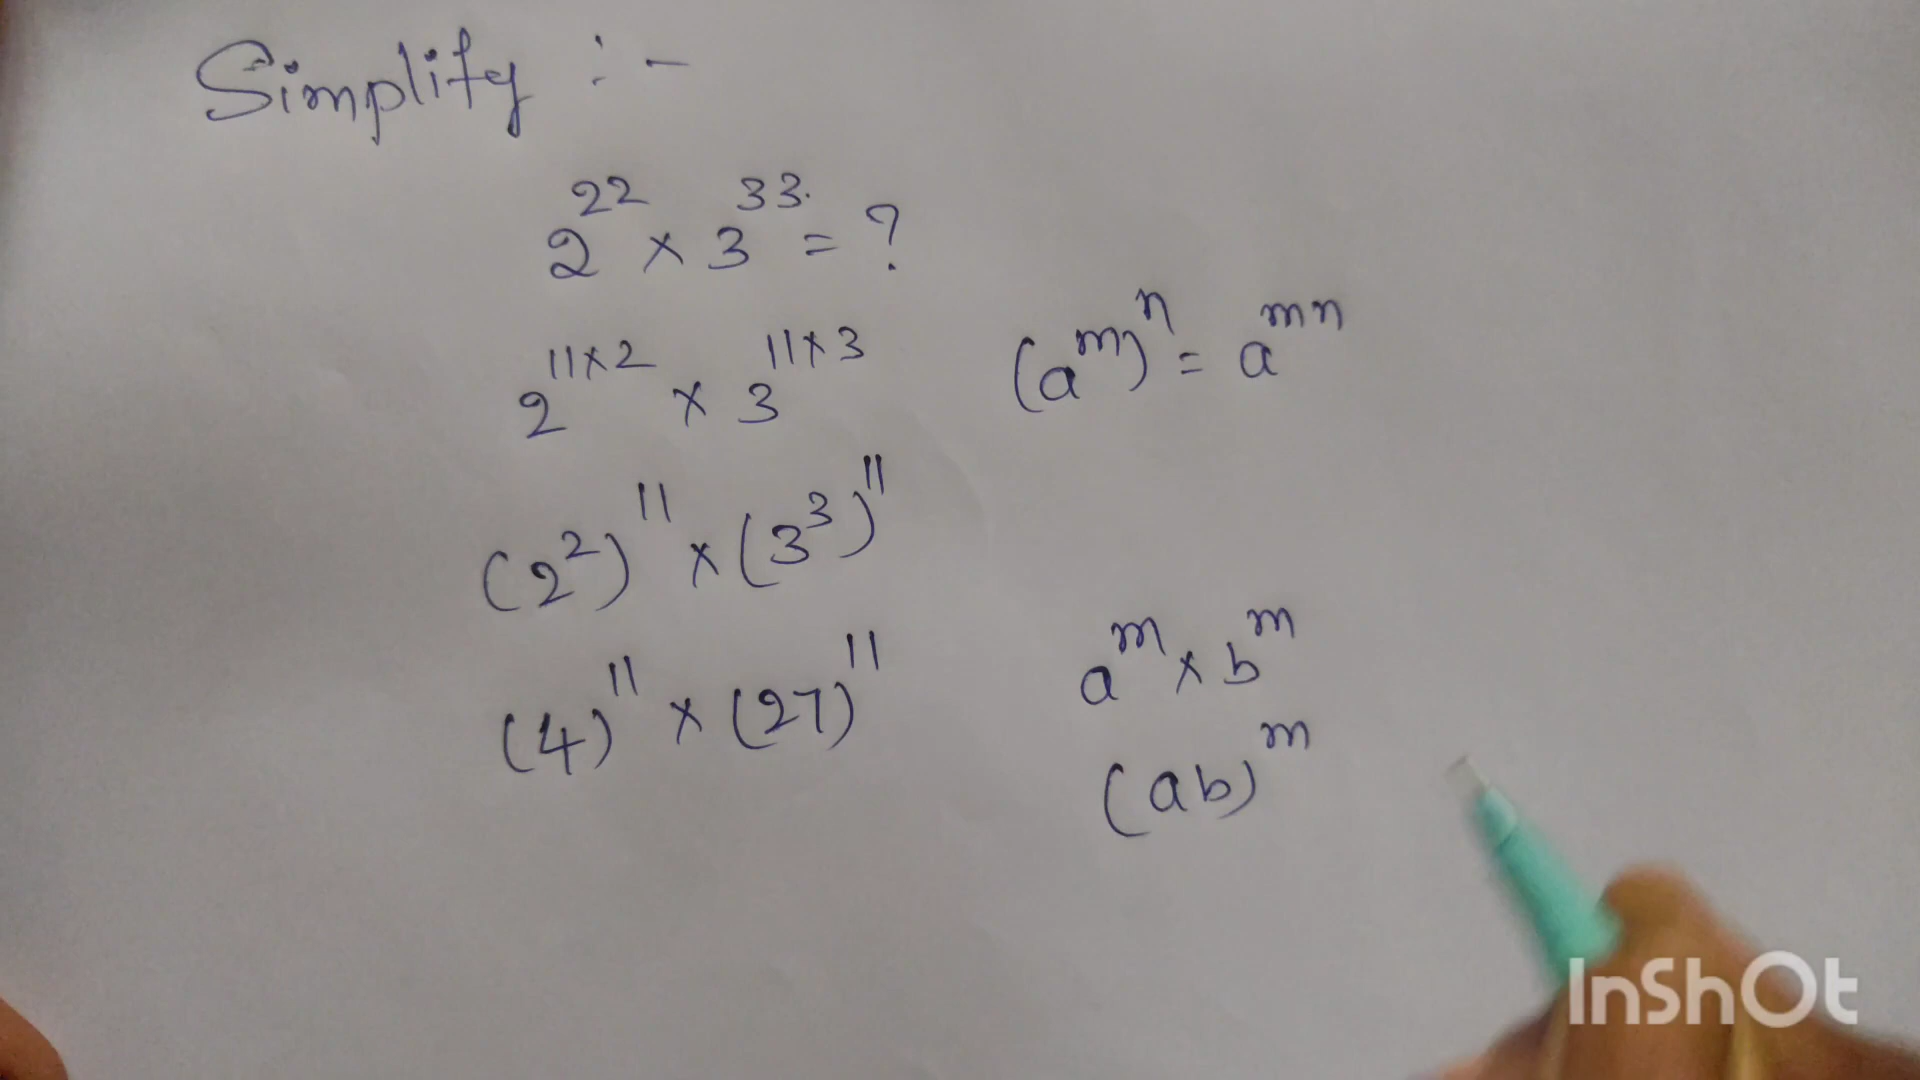 Simplify :-
2^22 × 3^33. = ?
2^11×2 × 3^11×3
(a^m)^n = a^mn
(2^2)^11 × (3^3)^11
(4)^11 × (27)^11
a^m × b^m
(ab)^m
InShOt